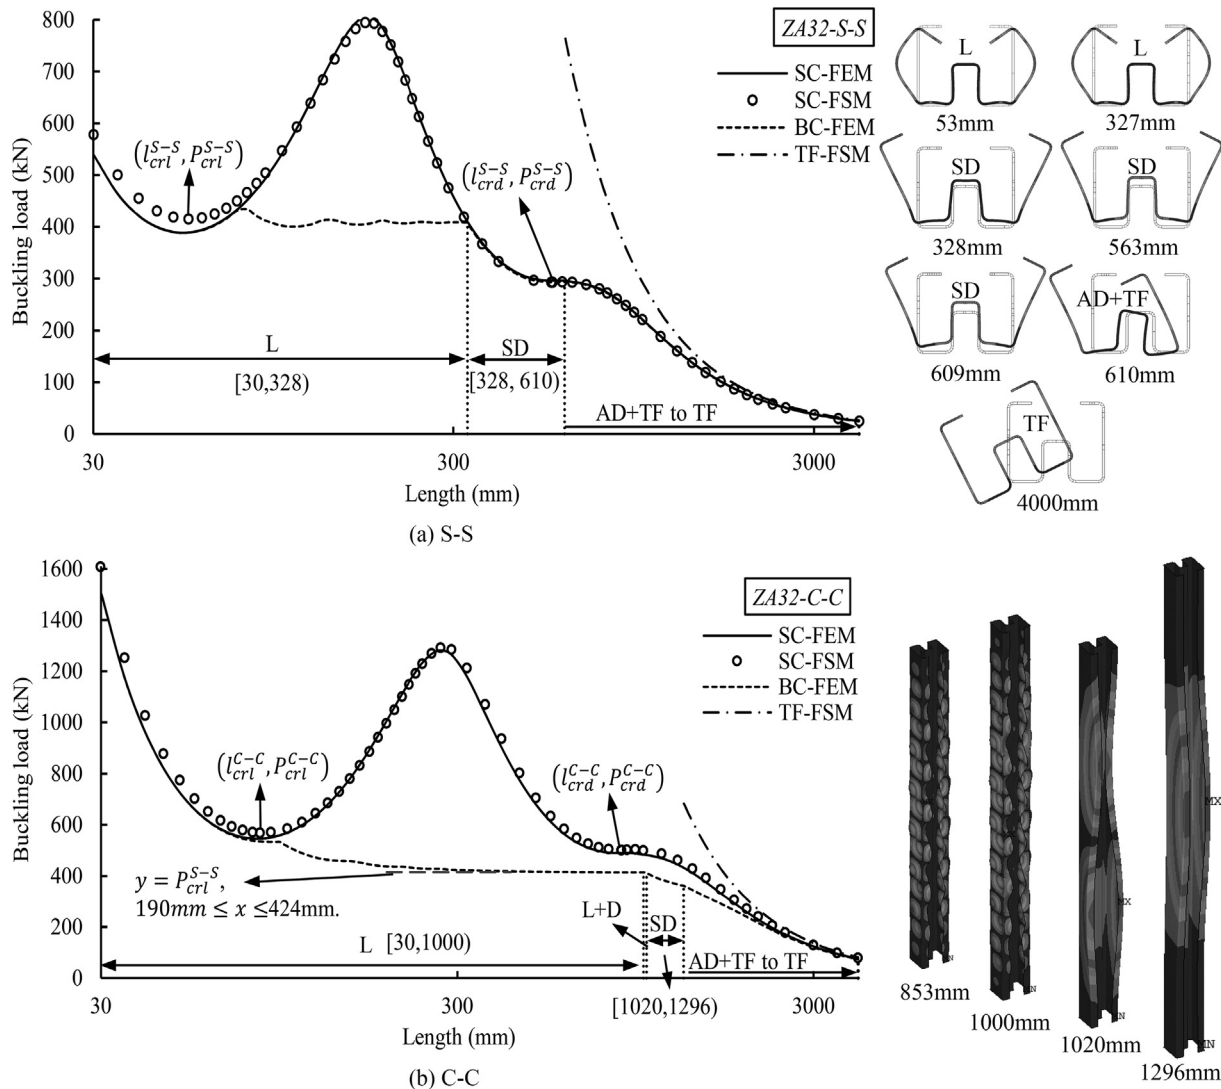 800
700
600
500
400
300
200
100
0
Buckling load (kN)
30
300
3000
Length (mm)
(a) S-S
ZA32-S-S
SC-FEM
SC-FSM
BC-FEM
TF-FSM
(l_crl^S−S, P_crl^S−S)
(l_crd^S−S, P_crd^S−S)
L
[30,328)
SD
[328, 610)
AD+TF to TF
L
53mm
L
327mm
SD
328mm
SD
563mm
SD
609mm
AD+TF
610mm
TF
4000mm
1600
1400
1200
1000
800
600
400
200
0
Buckling load (kN)
30
300
3000
Length (mm)
(b) C-C
ZA32-C-C
SC-FEM
SC-FSM
BC-FEM
TF-FSM
(l_crl^C−C, P_crl^C−C)
(l_crd^C−C, P_crd^C−C)
y = P_crl^S−S,
190mm ≤ x ≤424mm.
L [30,1000)
L+D
SD
[1020,1296)
AD+TF to TF
853mm
1000mm
MX
1020mm
MX
MN
1296mm